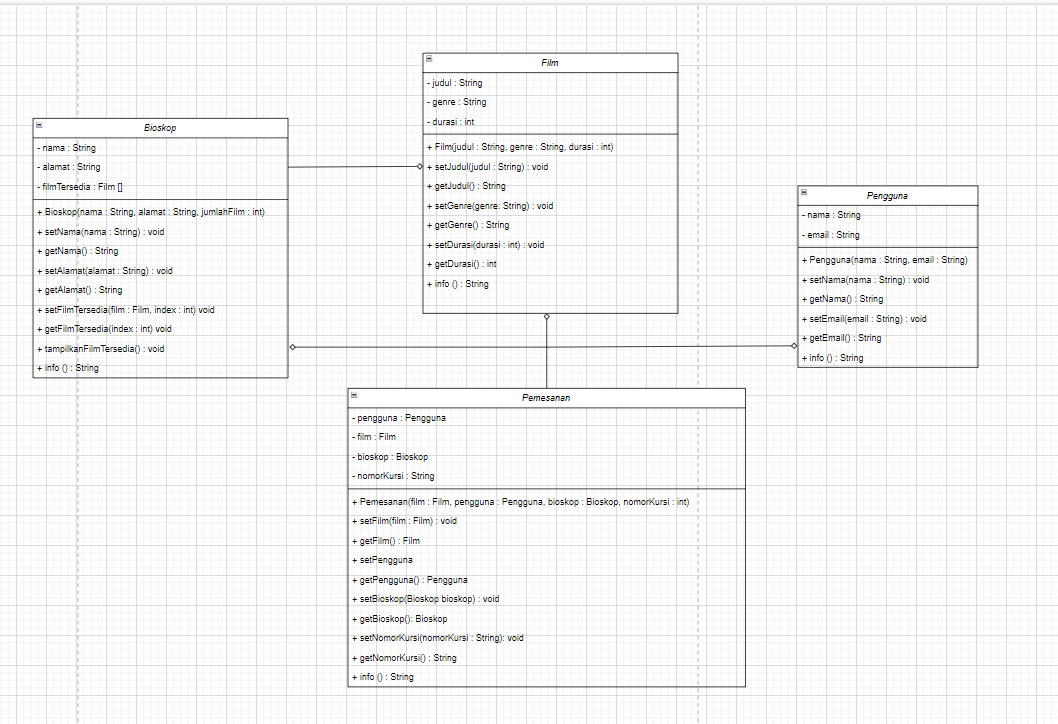 Film
- judul : String
- genre : String
- durasi : int
+ Film(judul : String, genre : String, durasi : int)
+ setJudul(judul : String) : void
+ getJudul() : String
+ setGenre(genre: String) : void
+ getGenre() : String
+ setDurasi(durasi : int) : void
+ getDurasi() : int
+ info () : String
Bioskop
- nama : String
- alamat : String
- filmTersedia : Film []
+ Bioskop(nama : String, alamat : String, jumlahFilm : int)
+ setNama(nama : String) : void
+ getNama() : String
+ setAlamat(alamat : String) : void
+ getAlamat() : String
+ setFilmTersedia(film : Film, index : int) void
+ getFilmTersedia(index : int) void
+ tampilkanFilmTersedia() : void
+ info () : String
Pengguna
- nama : String
- email : String
+ Pengguna(nama : String, email : String)
+ setNama(nama : String) : void
+ getNama() : String
+ setEmail(email : String) : void
+ getEmail() : String
+ info () : String
Pemesanan
- pengguna : Pengguna
- film : Film
- bioskop : Bioskop
- nomorKursi : String
+ Pemesanan(film : Film, pengguna : Pengguna, bioskop : Bioskop, nomorKursi : int)
+ setFilm(film : Film) : void
+ getFilm() : Film
+ setPengguna
+ getPengguna() : Pengguna
+ setBioskop(Bioskop bioskop) : void
+ getBioskop(): Bioskop
+ setNomorKursi(nomorKursi : String): void
+ getNomorKursi() : String
+ info () : String